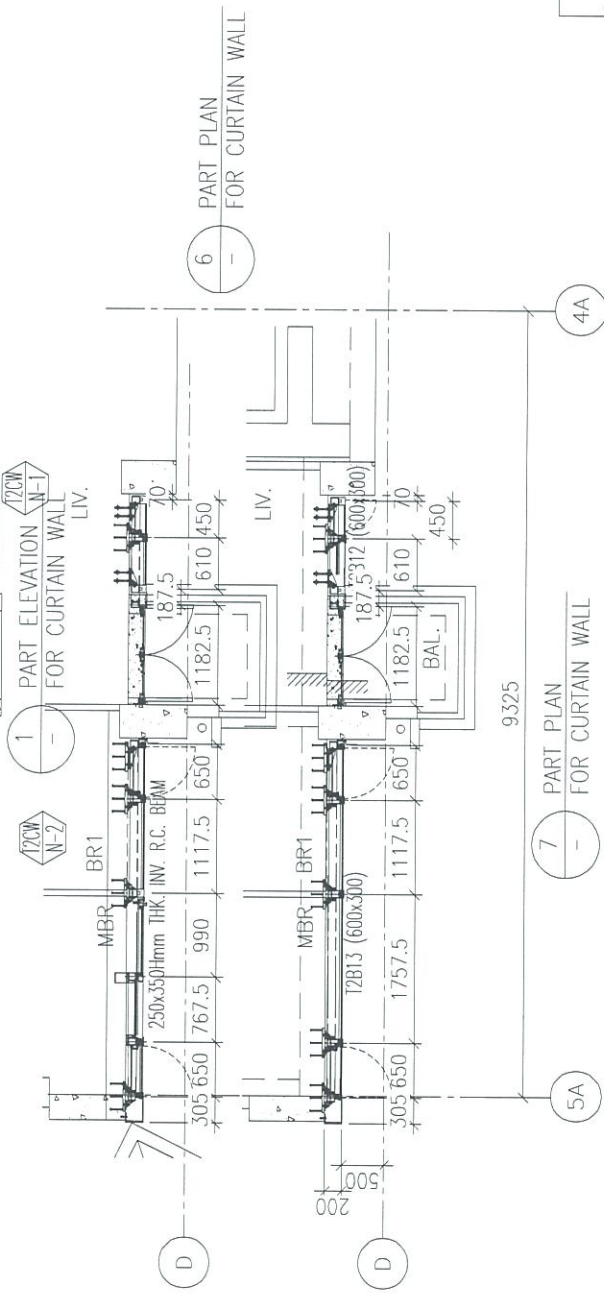 T2CW
N-1
1
-
PART ELEVATION
FOR CURTAIN WALL
T2CW
N-2
6
-
PART PLAN
FOR CURTAIN WALL
LIV.
BR1
MBR
250x350Hmm THK. INV. R.C. BEAM
305
650
767.5
990
1117.5
650
1182.5
187.5
610
450
70
D
LIV.
BR1
MBR
T2B13 (600x300)
312 (600x300)
BAL.
305
650
1757.5
1117.5
650
1182.5
187.5
610
70
450
200
500
D
9325
5A
4A
7
-
PART PLAN
FOR CURTAIN WALL